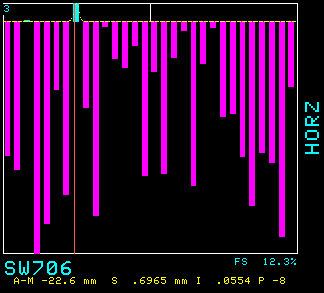 3
HORZ
FS 12.3%
SW706
A-M -22.6 mm S .6965 mm I .0554 P -8